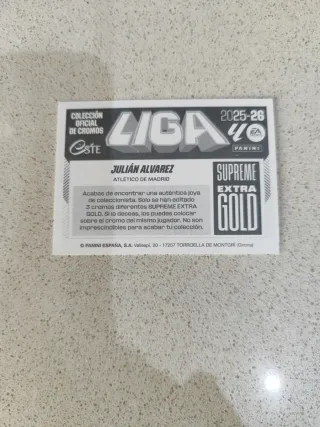 COLECCIÓN
OFICIAL
DE CROMOS
ESTE
LIGA
2025-26
EA
PANINI
JULIÁN ALVAREZ
ATLÉTICO DE MADRID
Acabas de encontrar una auténtica joya
de coleccionista. Solo se han editado
3 cromos diferentes SUPREME EXTRA
GOLD. Si lo deseas, los puedes colocar
sobre el cromo del mismo jugador. No son
imprescindibles para acabar tu colección.
SUPREME
EXTRA
GOLD
© PANINI ESPAÑA, S.A. Vallespí, 20 - 17257 TORROELLA DE MONTGRÍ (Girona)